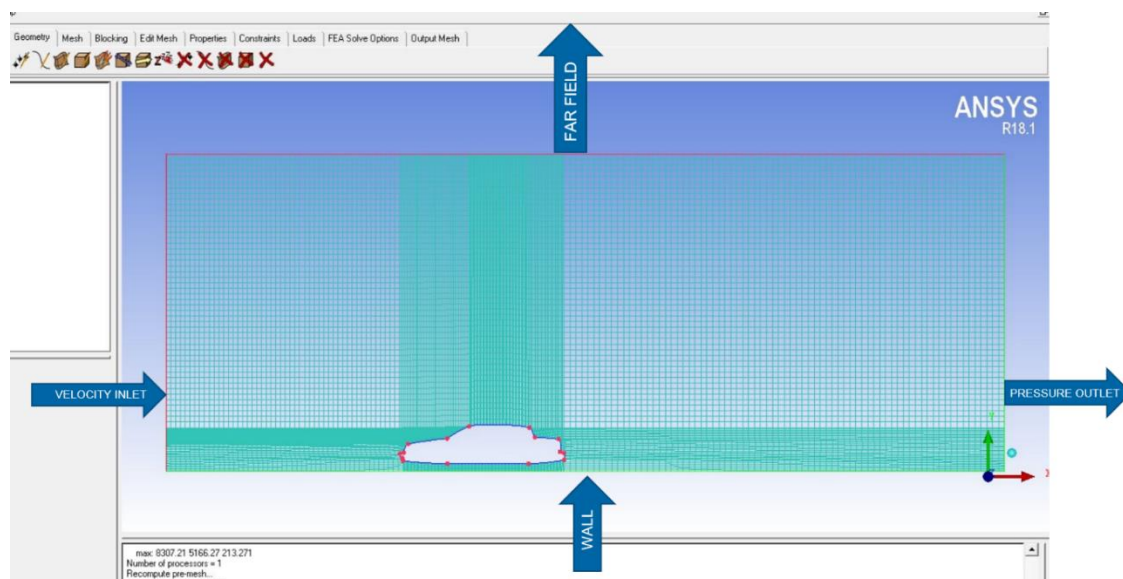 Geometry Mesh Blocking Edit Mesh Properties Constraints Loads FEA Solve Options Output Mesh
FAR FIELD
ANSYS
R18.1
VELOCITY INLET
PRESSURE OUTLET
Y
X
WALL
max: 8307.21 5166.27 213.271
Number of processors = 1
Recompute pre-mesh...